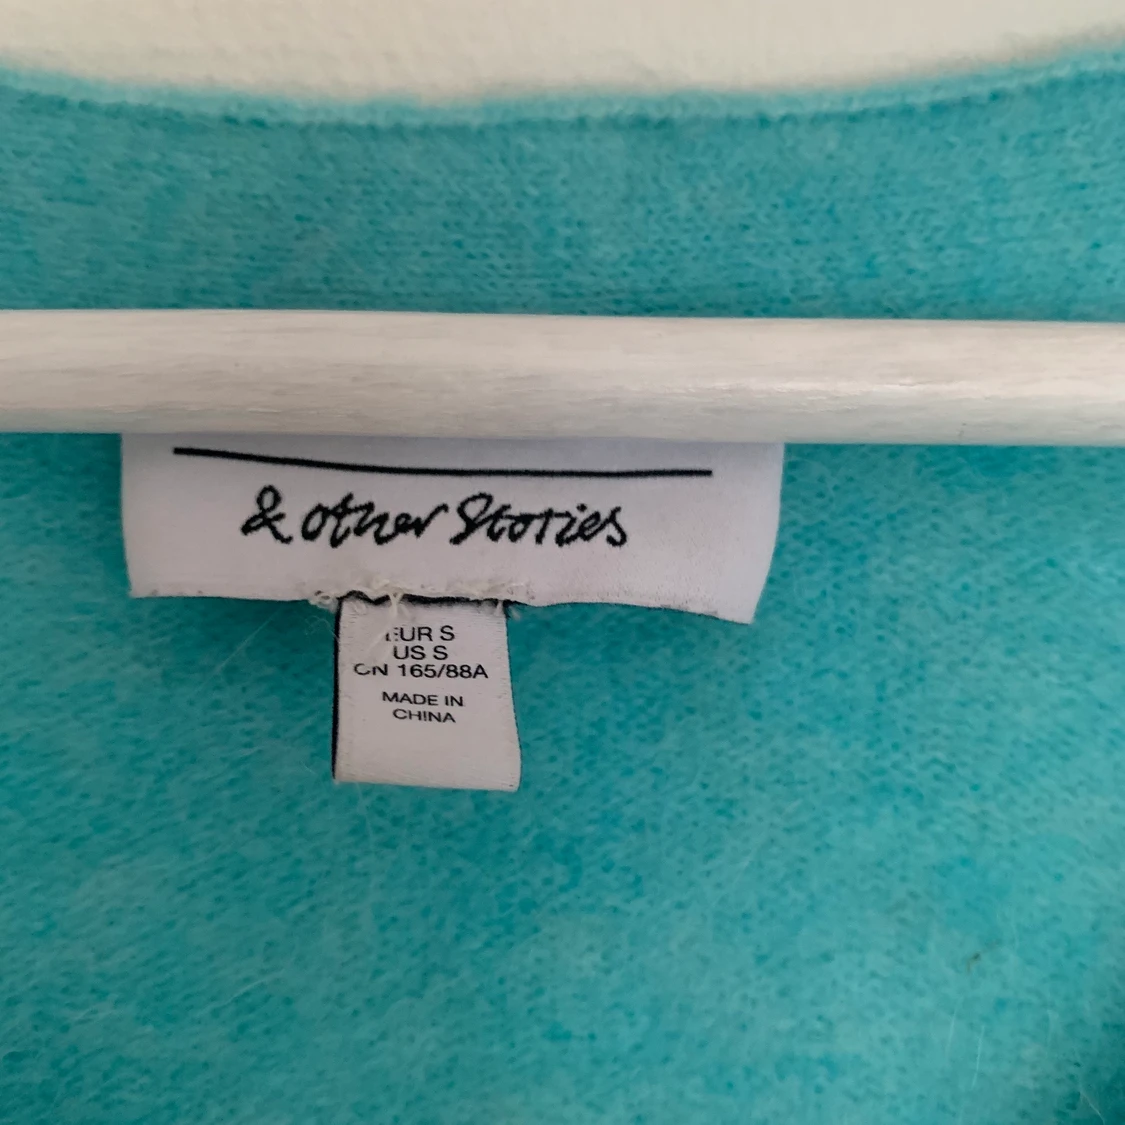 & other Stories
EUR S
US S
CN 165/88A
MADE IN
CHINA